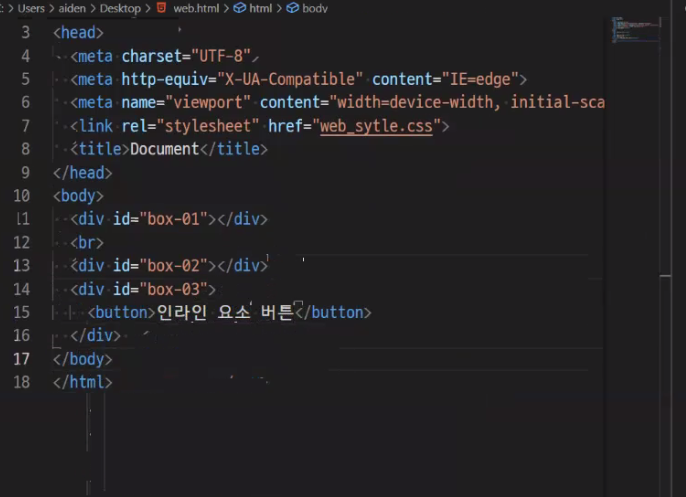 : > Users > aiden > Desktop > web.html > html > body
3 <head>
4 <meta charset="UTF-8"
5 <meta http-equiv="X-UA-Compatible" content="IE=edge">
6 <meta name="viewport" content="width=device-width, initial-sca
7 <link rel="stylesheet" href="web_sytle.css">
8 <title>Document</title>
9 </head>
10 <body>
11 <div id="box-01"></div>
12 <br>
13 <div id="box-02"></div>
14 <div id="box-03">
15 <button>인라인 요소 버튼</button>
16 </div>
17 </body>
18 </html>